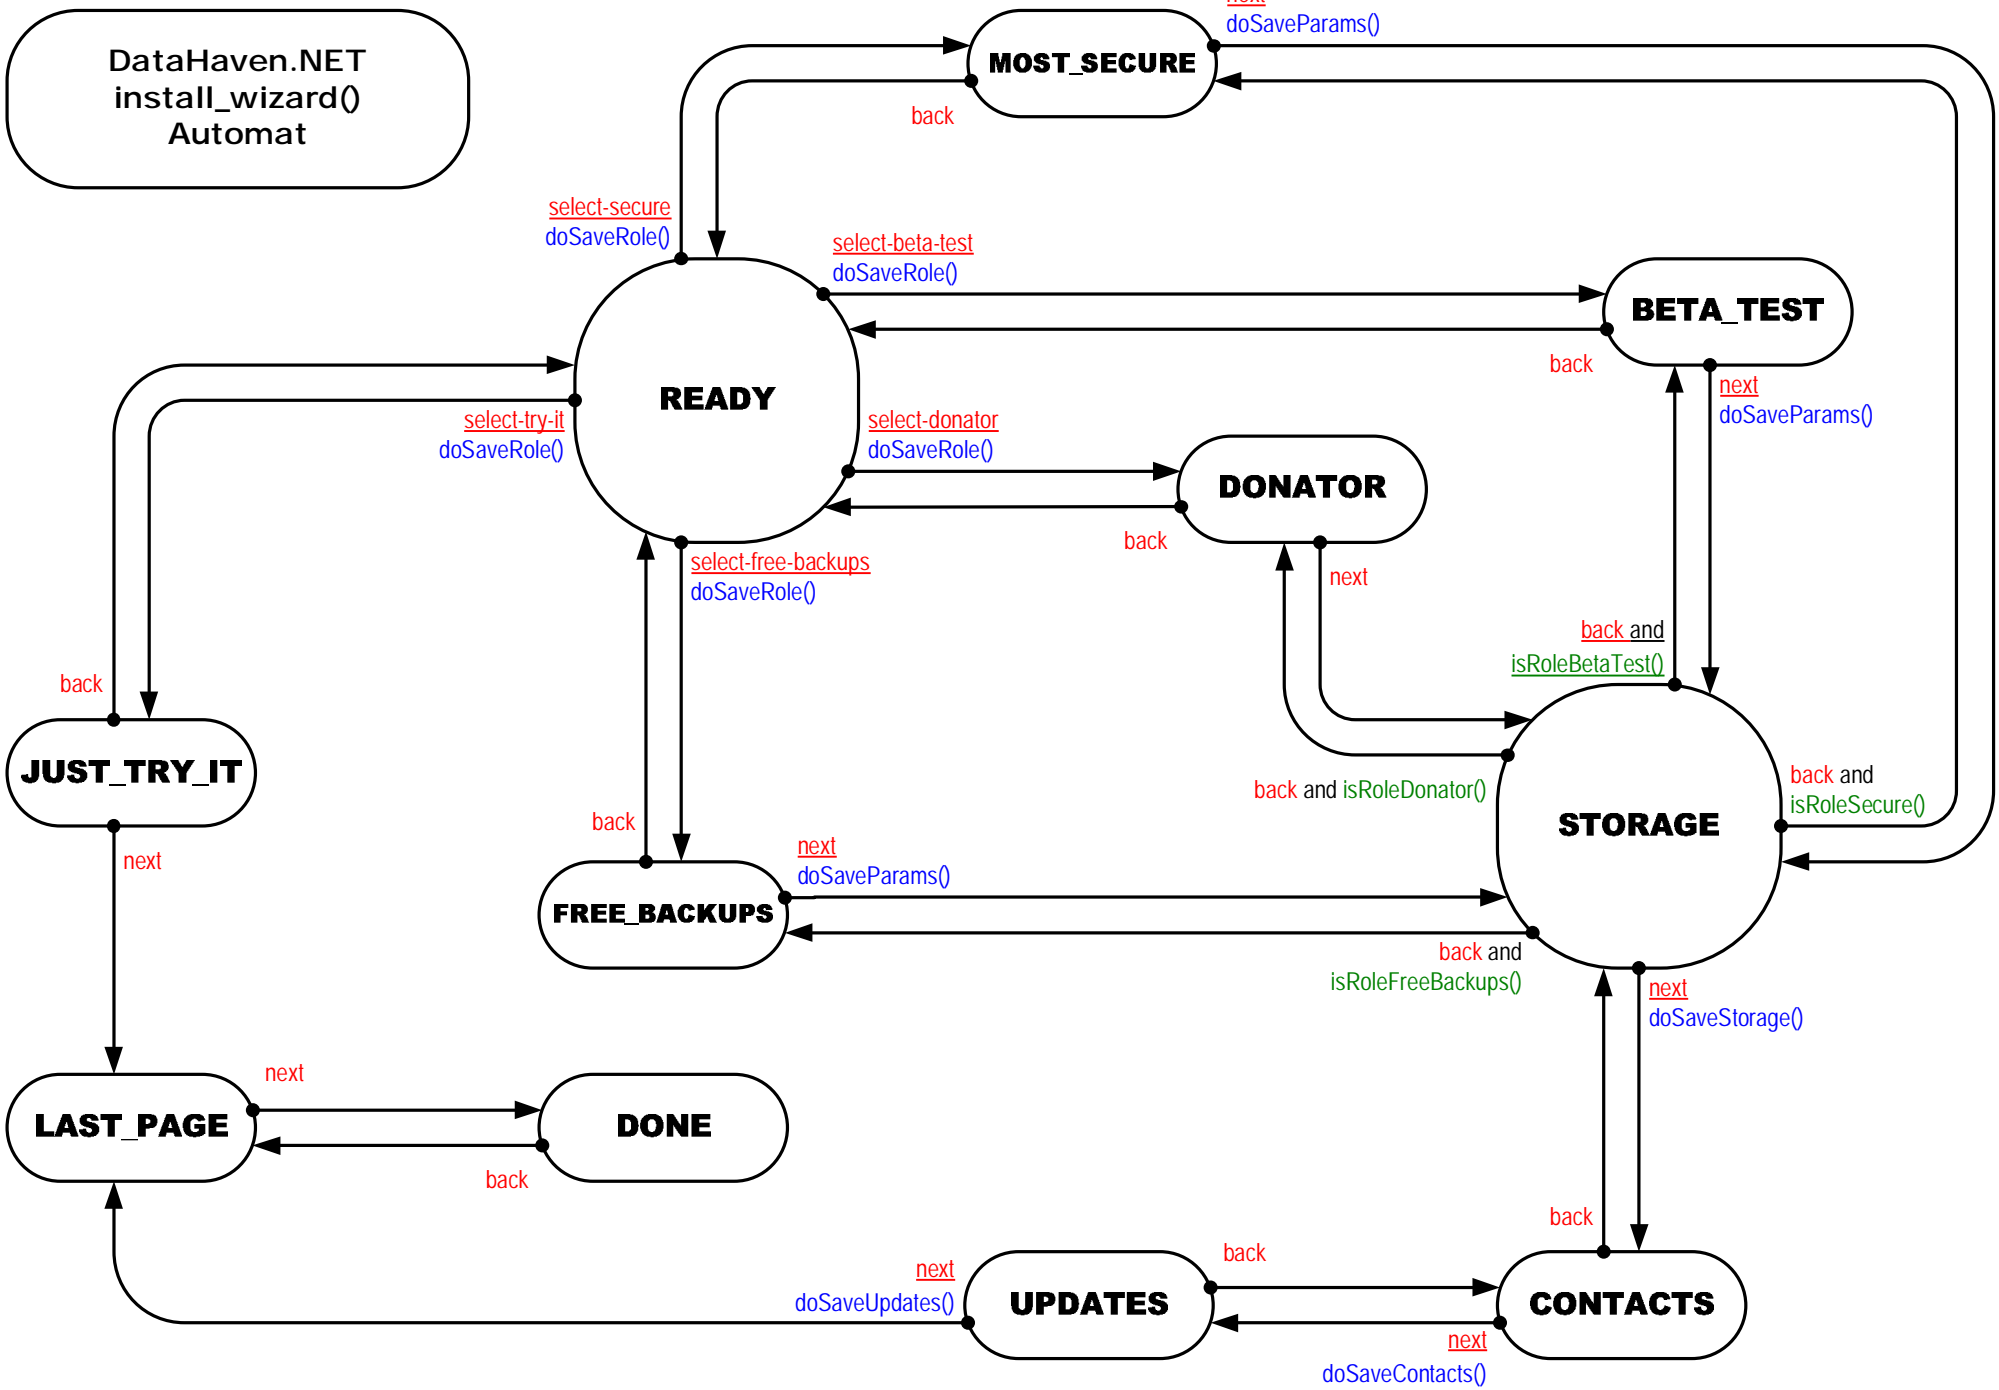 DataHaven.NET
install_wizard()
Automat
next
doSaveParams()
MOST_SECURE
back
select-secure
doSaveRole()
select-beta-test
doSaveRole()
BETA_TEST
back
next
doSaveParams()
READY
select-try-it
doSaveRole()
select-donator
doSaveRole()
DONATOR
back
next
select-free-backups
doSaveRole()
back and
isRoleBetaTest()
back
JUST_TRY_IT
next
back and isRoleDonator()
back and
isRoleSecure()
STORAGE
back
next
doSaveParams()
FREE_BACKUPS
back and
isRoleFreeBackups()
next
doSaveStorage()
next
LAST_PAGE
DONE
back
back
next
doSaveUpdates()
UPDATES
back
CONTACTS
next
doSaveContacts()